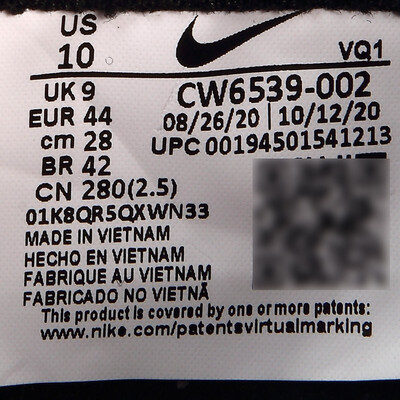 US
10
VQ1
UK 9
EUR 44
cm 28
BR 42
CN 280(2.5)
CW6539-002
08/26/20 | 10/12/20
UPC 00194501541213
01K8QR5QXWN33
MADE IN VIETNAM
HECHO EN VIETNAM
FABRIQUE AU VIETNAM
FABRICADO NO VIETNÃ
This product is covered by one or more patents:
www.nike.com/patentsvirtualmarking